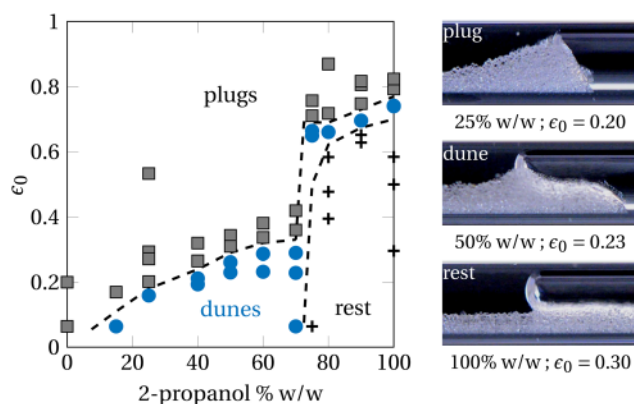 1
0.8
0.6
0.4
0.2
0
ϵ0
plugs
dunes
rest
0 20 40 60 80 100
2-propanol % w/w
plug
25% w/w ; ϵ0 = 0.20
dune
50% w/w ; ϵ0 = 0.23
rest
100% w/w ; ϵ0 = 0.30